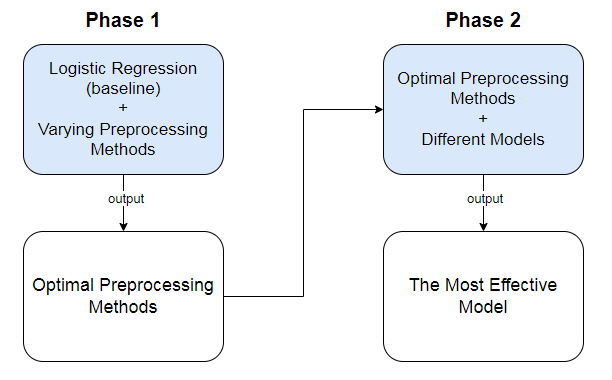 Phase 1
Logistic Regression
(baseline)
+
Varying Preprocessing
Methods
output
Optimal Preprocessing
Methods
Phase 2
Optimal Preprocessing
Methods
+
Different Models
output
The Most Effective
Model